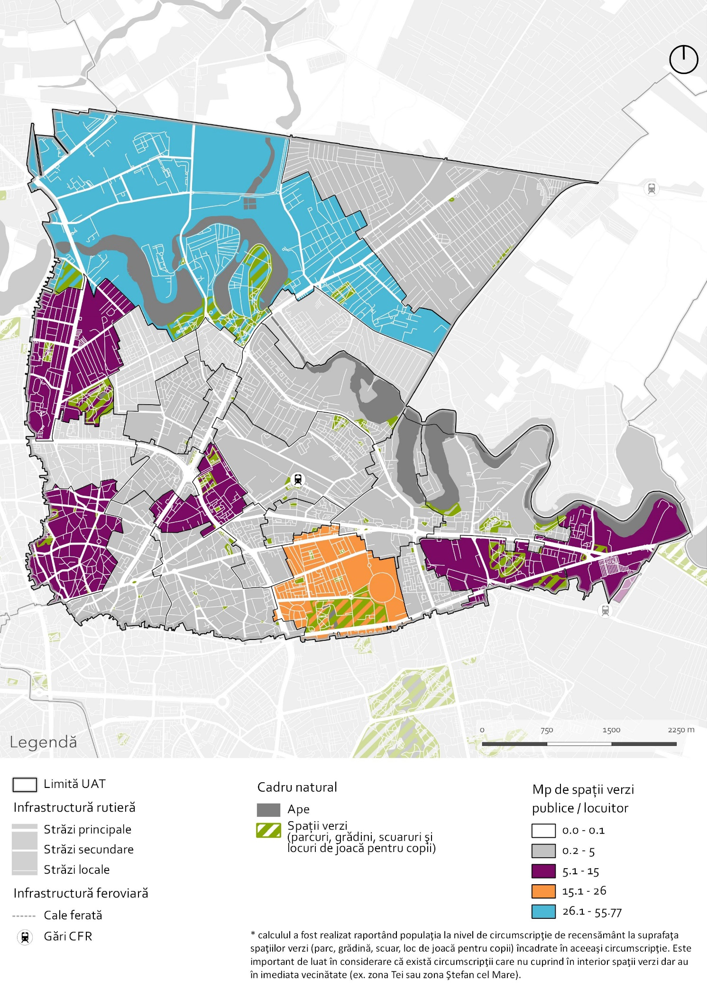 0 750 1500 2250 m
Legendă
Limită UAT
Infrastructură rutieră
Străzi principale
Străzi secundare
Străzi locale
Infrastructură feroviară
Cale ferată
Gări CFR
Cadru natural
Ape
Spații verzi
(parcuri, grădini, scuaruri şi
locuri de joacă pentru copii)
Mp de spații verzi
publice / locuitor
0.0 - 0.1
0.2 - 5
5.1 - 15
15.1 - 26
26.1 - 55.77
* calculul a fost realizat raportând populaţia la nivel de circumscripţie de recensământ la suprafaţa
spaţiilor verzi (parc, grădină, scuar, loc de joacă pentru copii) încadrate în aceeaşi circumscripţie. Este
important de luat în considerare că există circumscripţii care nu cuprind în interior spaţii verzi dar au
în imediata vecinătate (ex. zona Tei sau zona Ştefan cel Mare).